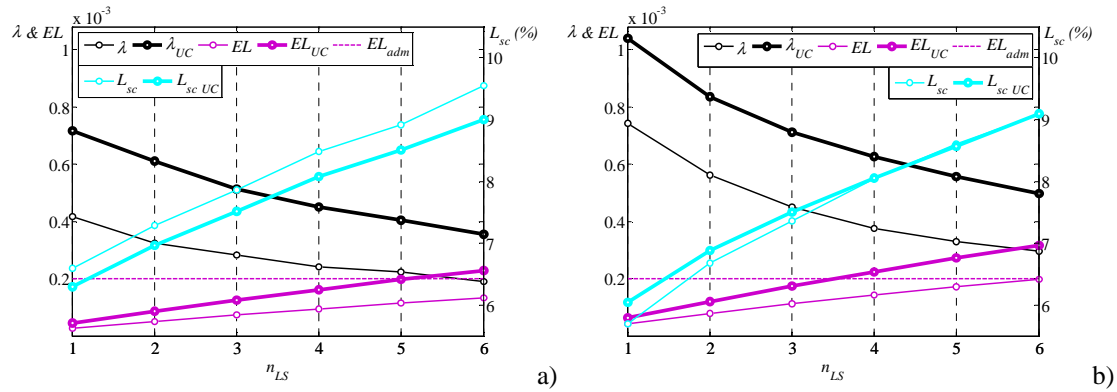 x 10⁻³
λ & EL
L_sc (%)
λ λ_UC EL EL_UC EL_adm
L_sc L_sc UC
1
0.8
0.6
0.4
0.2
10
9
8
7
6
1 2 3 4 5 6
n_LS
a)
x 10⁻³
λ & EL
L_sc (%)
λ λ_UC EL EL_UC EL_adm
L_sc L_sc UC
1
0.8
0.6
0.4
0.2
10
9
8
7
6
1 2 3 4 5 6
n_LS
b)